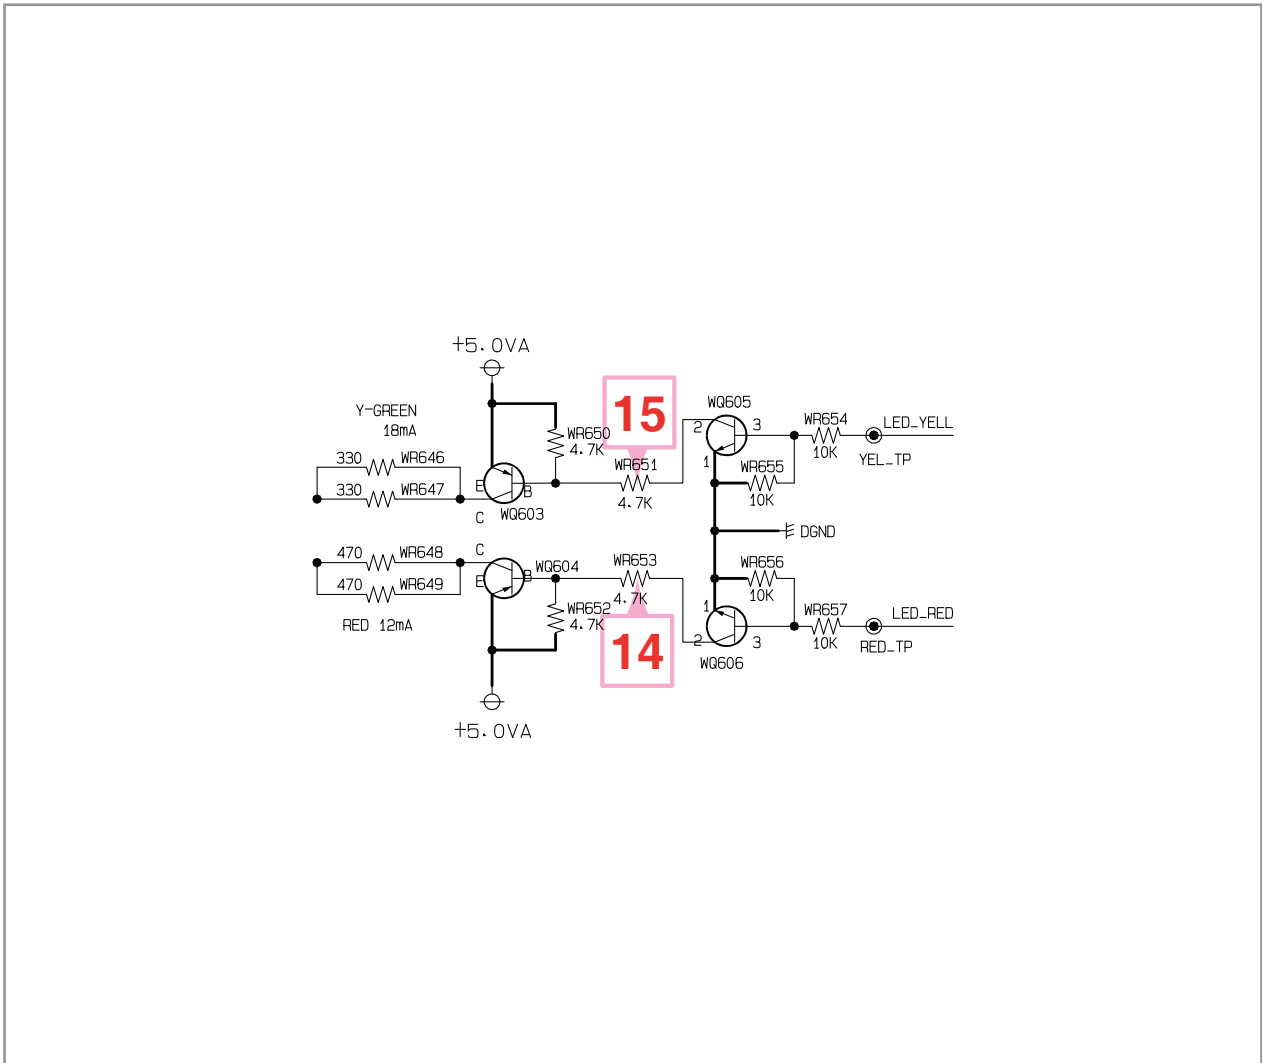 +5.0VA
Y-GREEN
18mA
330 WR646
330 WR647
E
B
C
WQ603
WR650
4.7K
15
WR651
4.7K
WQ605
2
3
1
WR654
10K
LED_YELL
YEL_TP
WR655
10K
DGND
C
470 WR648
470 WR649
E
B
WQ604
RED 12mA
WR652
4.7K
WR653
4.7K
14
WR656
10K
1
2
3
WQ606
WR657
10K
LED_RED
RED_TP
+5.0VA